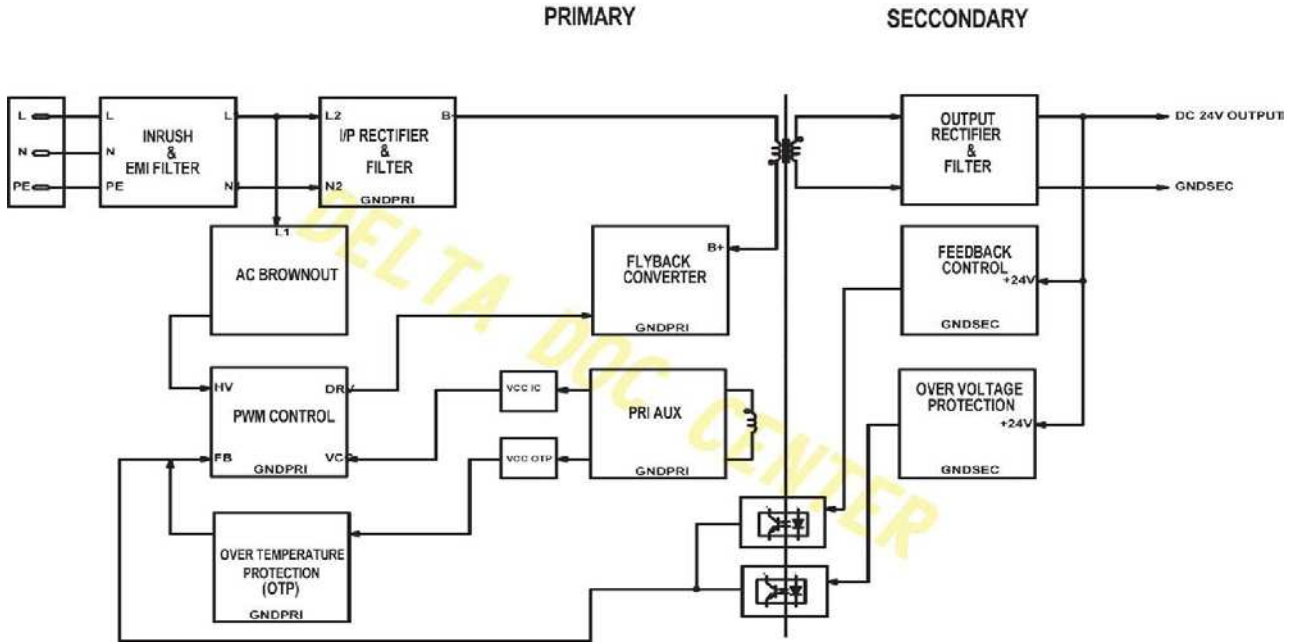 PRIMARY
SECCONDARY
L
N
PE
L
N
PE
INRUSH
&
EMI FILTER
L
N
L2
N2
I/P RECTIFIER
&
FILTER
GNDPRI
B
OUTPUT
RECTIFIER
&
FILTER
DC 24V OUTPUT
GNDSEC
L1
AC BROWNOUT
B+
FLYBACK
CONVERTER
GNDPRI
FEEDBACK
CONTROL
+24V
GNDSEC
HV
DRV
PWM CONTROL
FB
VCC
GNDPRI
VCC IC
VCC OTP
PRI AUX
GNDPRI
OVER VOLTAGE
PROTECTION
+24V
GNDSEC
OVER TEMPERATURE
PROTECTION
(OTP)
GNDPRI
DELTA DOC CENTER